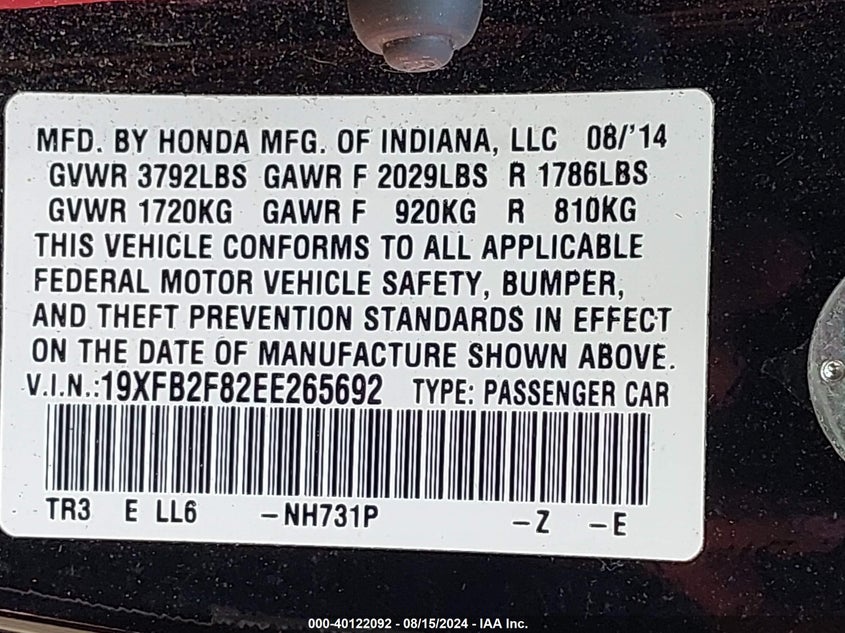 MFD. BY HONDA MFG. OF INDIANA, LLC 08/'14
GVWR 3792LBS GAWR F 2029LBS R 1786LBS
GVWR 1720KG GAWR F 920KG R 810KG
THIS VEHICLE CONFORMS TO ALL APPLICABLE
FEDERAL MOTOR VEHICLE SAFETY, BUMPER,
AND THEFT PREVENTION STANDARDS IN EFFECT
ON THE DATE OF MANUFACTURE SHOWN ABOVE.
V.I.N.:19XFB2F82EE265692 TYPE: PASSENGER CAR
TR3 E LL6 -NH731P -Z -E
000-40122092 - 08/15/2024 - IAA Inc.